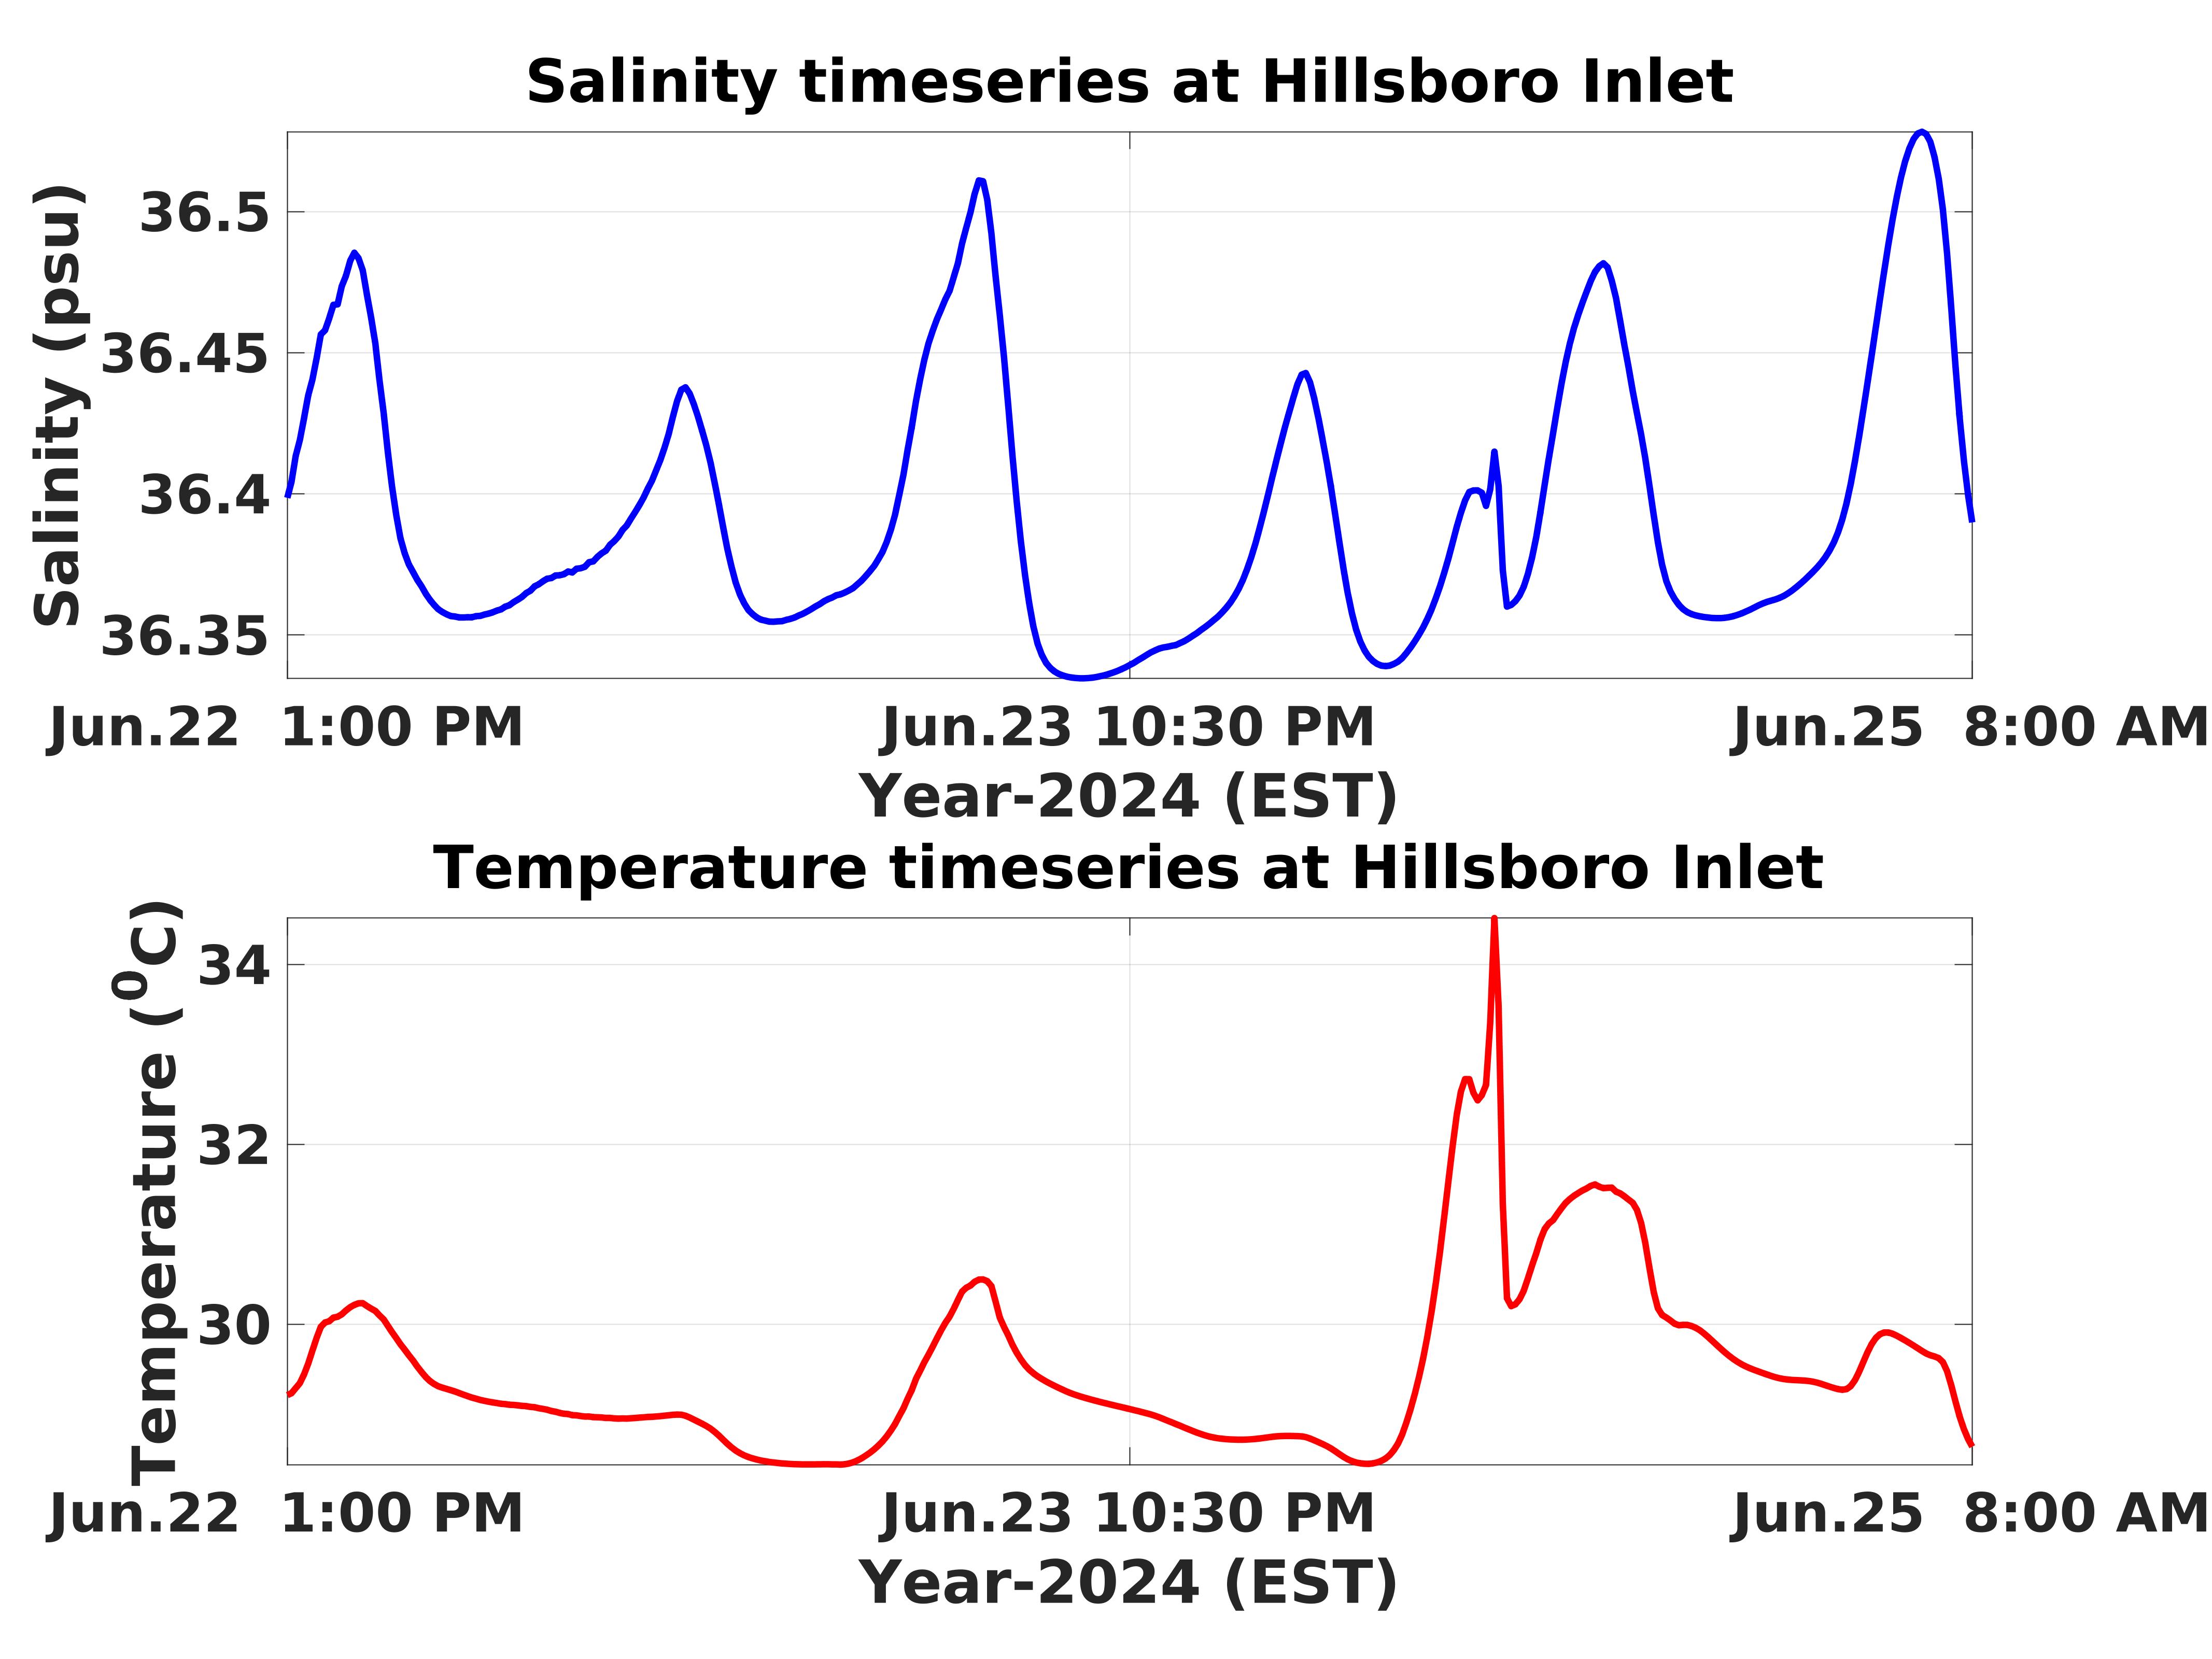 Salinity timeseries at Hillsboro Inlet
Salinity (psu)
36.5
36.45
36.4
36.35
Jun.22  1:00 PM
Jun.23 10:30 PM
Jun.25  8:00 AM
Year-2024 (EST)
Temperature timeseries at Hillsboro Inlet
Temperature (⁰C)
34
32
30
Jun.22  1:00 PM
Jun.23 10:30 PM
Jun.25  8:00 AM
Year-2024 (EST)